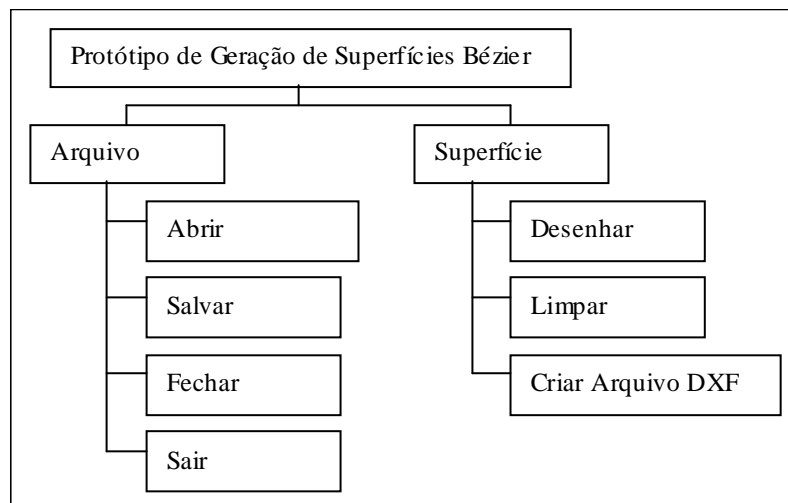 Protótipo de Geração de Superfícies Bézier
Arquivo
Abrir
Salvar
Fechar
Sair
Superfície
Desenhar
Limpar
Criar Arquivo DXF